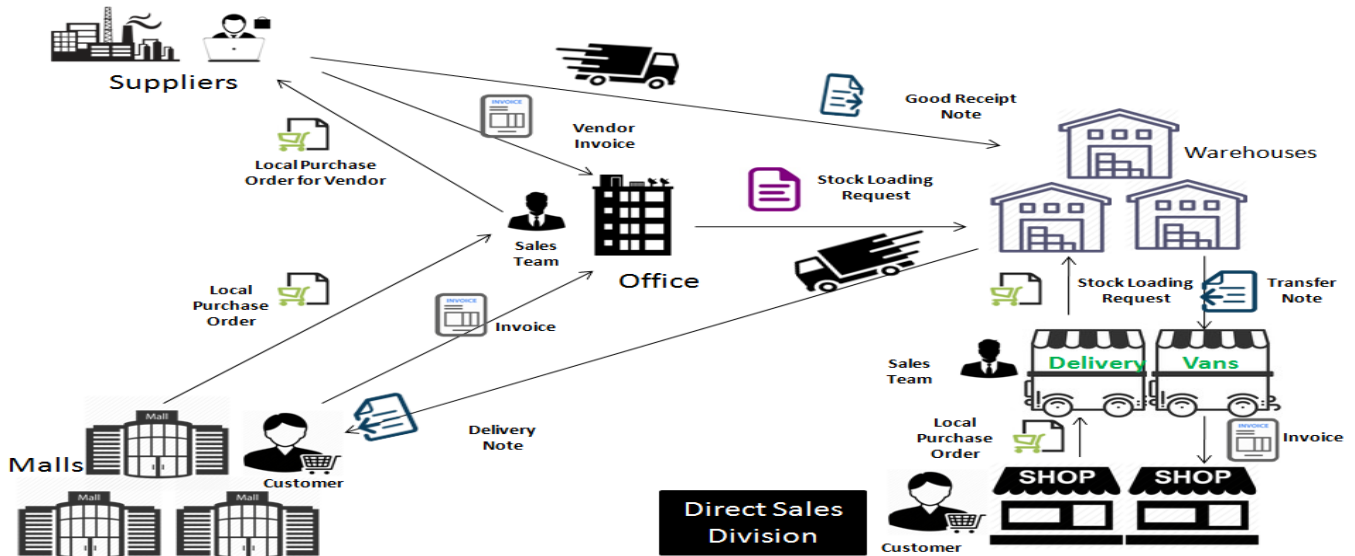 Suppliers
INVOICE
Vendor
Invoice
Good Receipt
Note
Warehouses
Local Purchase
Order for Vendor
Stock Loading
Request
Sales
Team
Office
Local
Purchase
Order
INVOICE
Invoice
Stock Loading
Request
Transfer
Note
Sales
Team
Delivery
Vans
Delivery
Note
Local
Purchase
Order
INVOICE
Invoice
Mall
Malls
Customer
Mall
Mall
SHOP
SHOP
Direct Sales
Division
Customer